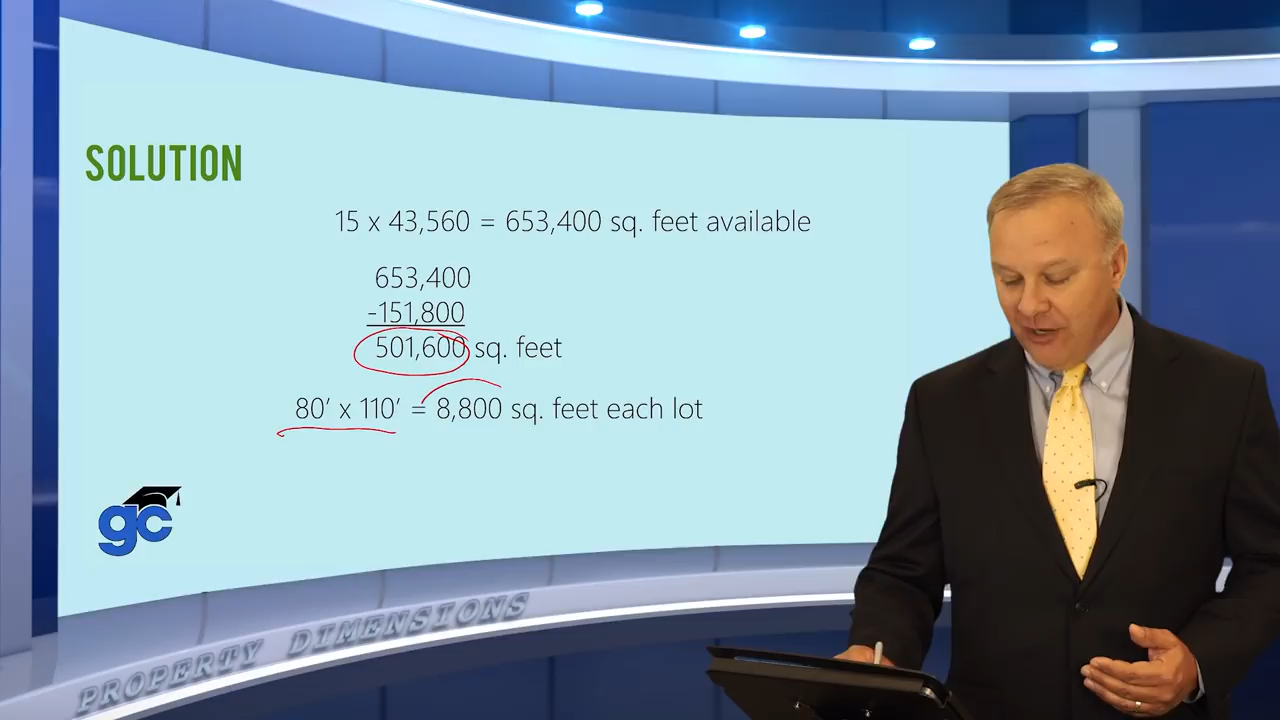 SOLUTION
15 x 43,560 = 653,400 sq. feet available
653,400
-151,800
501,600 sq. feet
80’ x 110’ = 8,800 sq. feet each lot
gc
PROPERTY DIMENSIONS